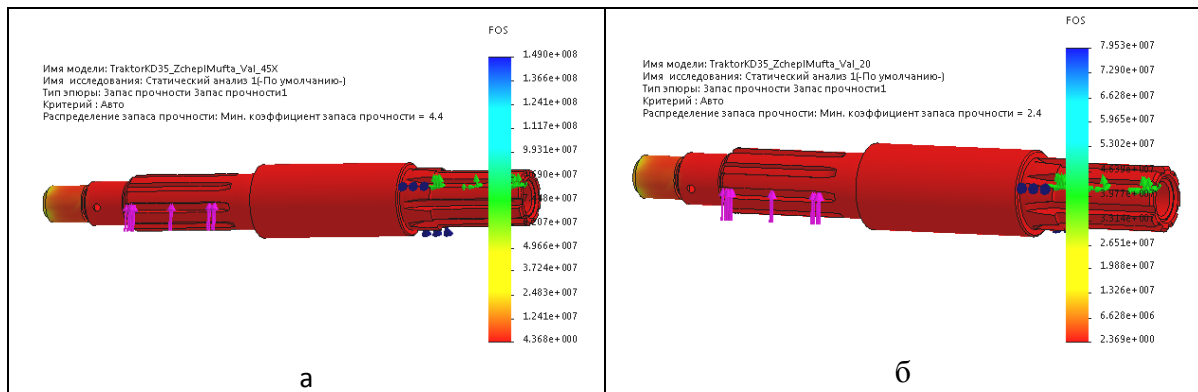 FOS
1.490e+008
Имя модели: TraktorKD35_ZcheplMufta_Val_45X
Имя исследования: Статический анализ 1(-По умолчанию-)
Тип эпюры: Запас прочности Запас прочности1
Критерий : Авто
Распределение запаса прочности: Мин. коэффициент запаса прочности = 4.4
1.366e+008
1.241e+008
1.117e+008
9.931e+007
4.966e+007
3.724e+007
2.483e+007
1.241e+007
4.368e+000
а
FOS
7.953e+007
Имя модели: TraktorKD35_ZcheplMufta_Val_20
Имя исследования: Статический анализ 1(-По умолчанию-)
Тип эпюры: Запас прочности Запас прочности1
Критерий : Авто
Распределение запаса прочности: Мин. коэффициент запаса прочности = 2.4
7.290e+007
6.628e+007
5.965e+007
5.302e+007
2.651e+007
1.988e+007
1.326e+007
6.628e+006
2.369e+000
б